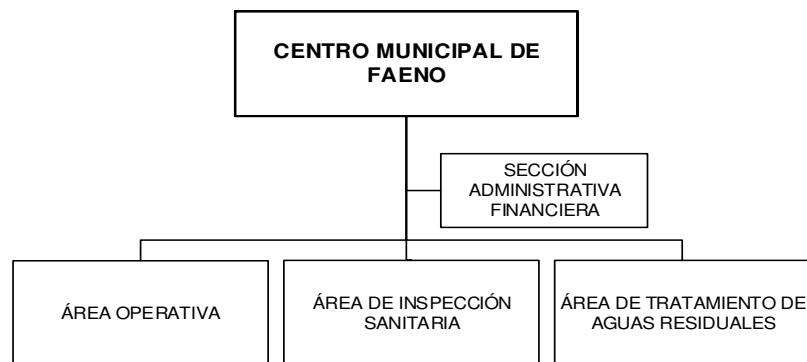 CENTRO MUNICIPAL DE
FAENO
SECCIÓN
ADMINISTRATIVA
FINANCIERA
ÁREA OPERATIVA
ÁREA DE INSPECCIÓN
SANITARIA
ÁREA DE TRATAMIENTO DE
AGUAS RESIDUALES